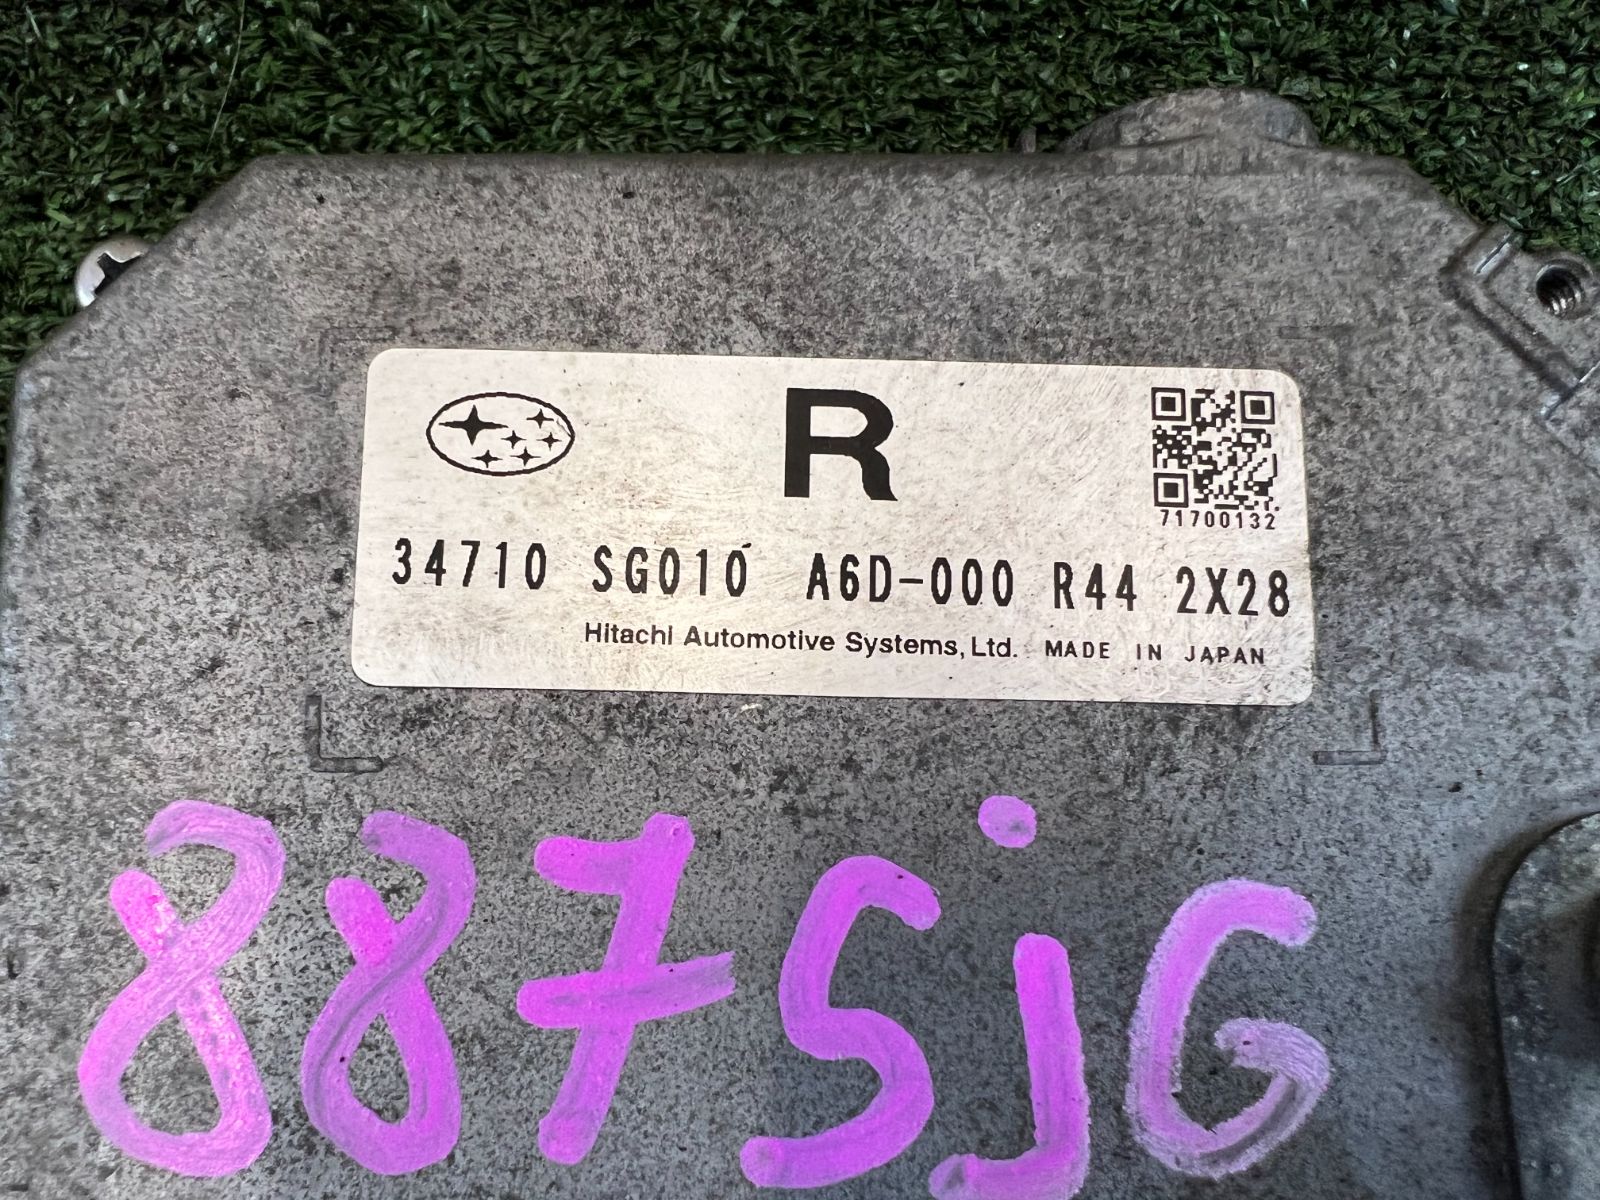 R
71700132
34710 SG010 A6D-000 R44 2X28
Hitachi Automotive Systems, Ltd. MADE IN JAPAN
887SjG